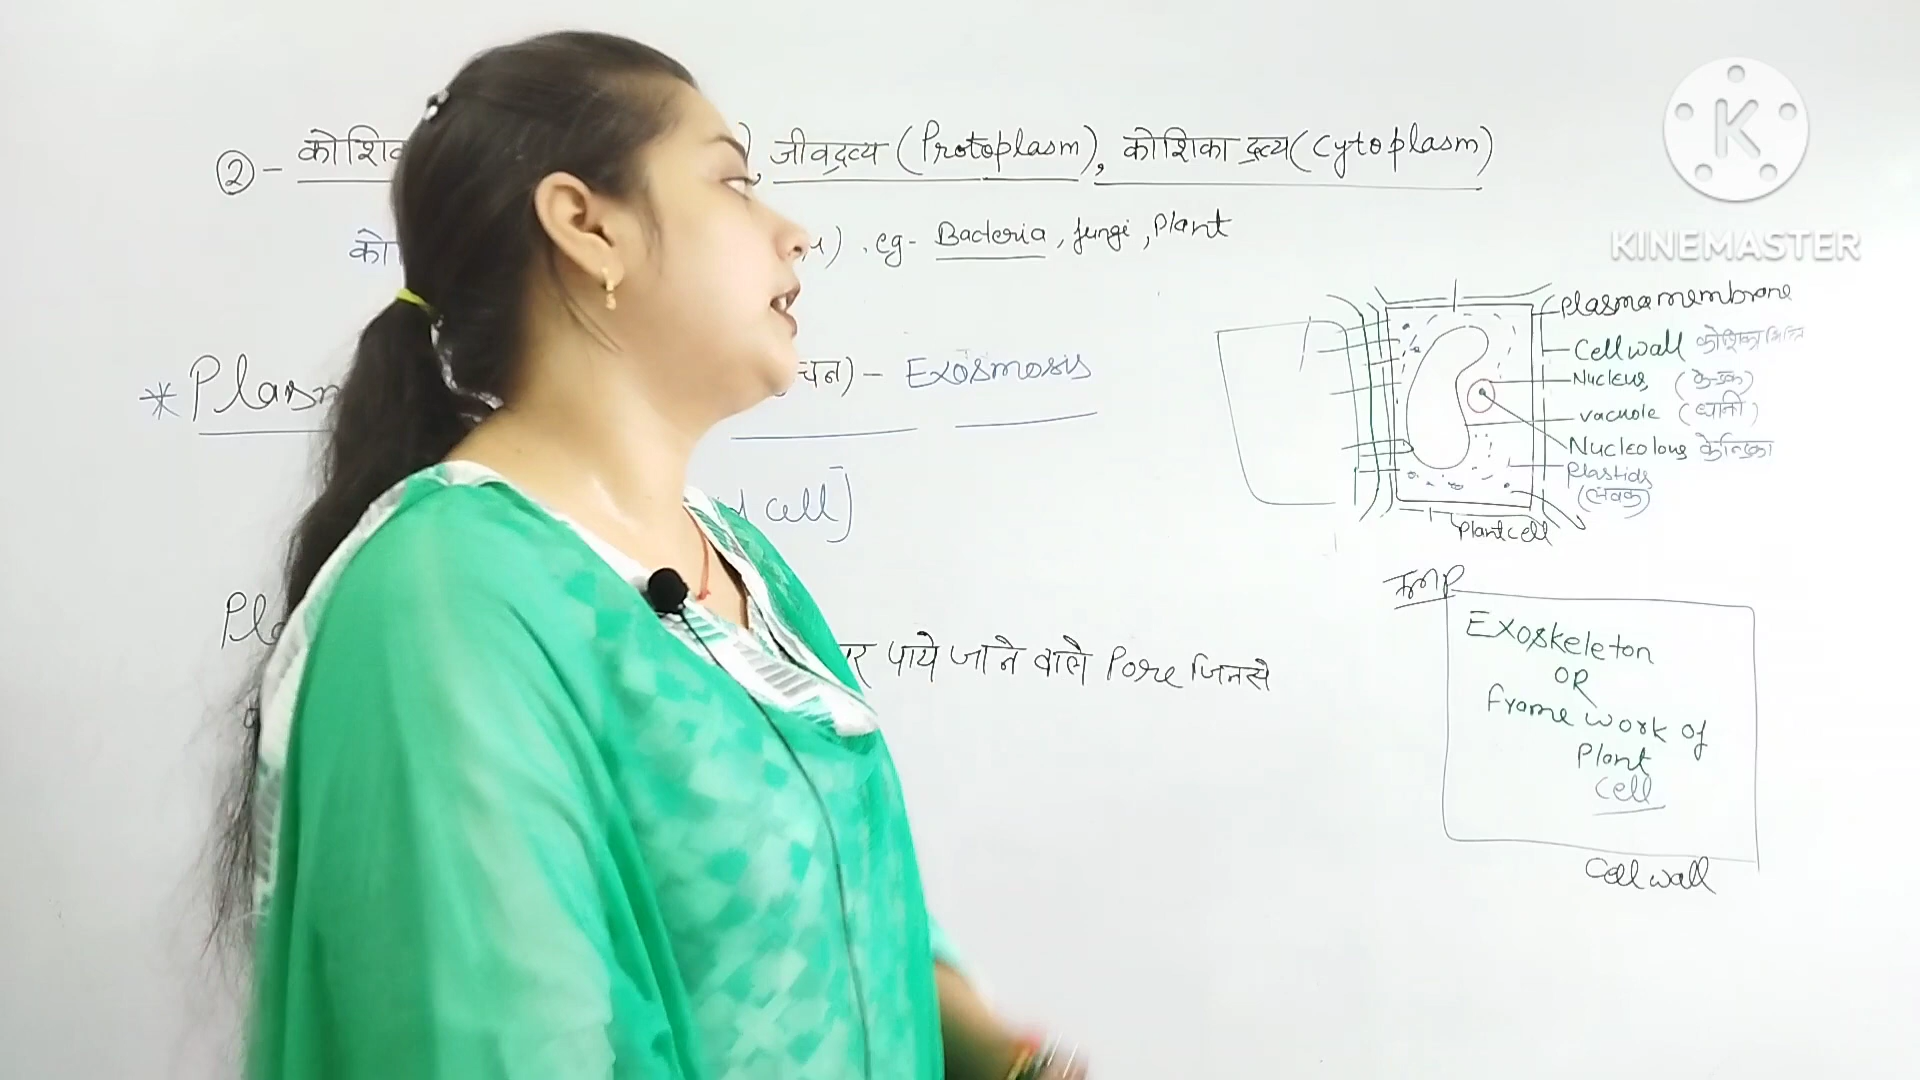 ② - कोशि जीवद्रव्य (Protoplasm), कोशिका द्रव्य (Cytoplasm)
को eg- Bacteria, fungi, Plant
* Plasm चन) - Exosmosis
cell]
Pla पाये जाने वाले Pore जिनसे
K
KINEMASTER
Plasma membrane
Cell wall कोशिका भित्ति
Nucleus (केन्द्रक)
vacuole (धानी)
Nucleolous केन्द्रिका
Plastids
(लवक)
Plant cell
IMP
Exoskeleton
OR
frame work of
Plant
Cell
Cell wall